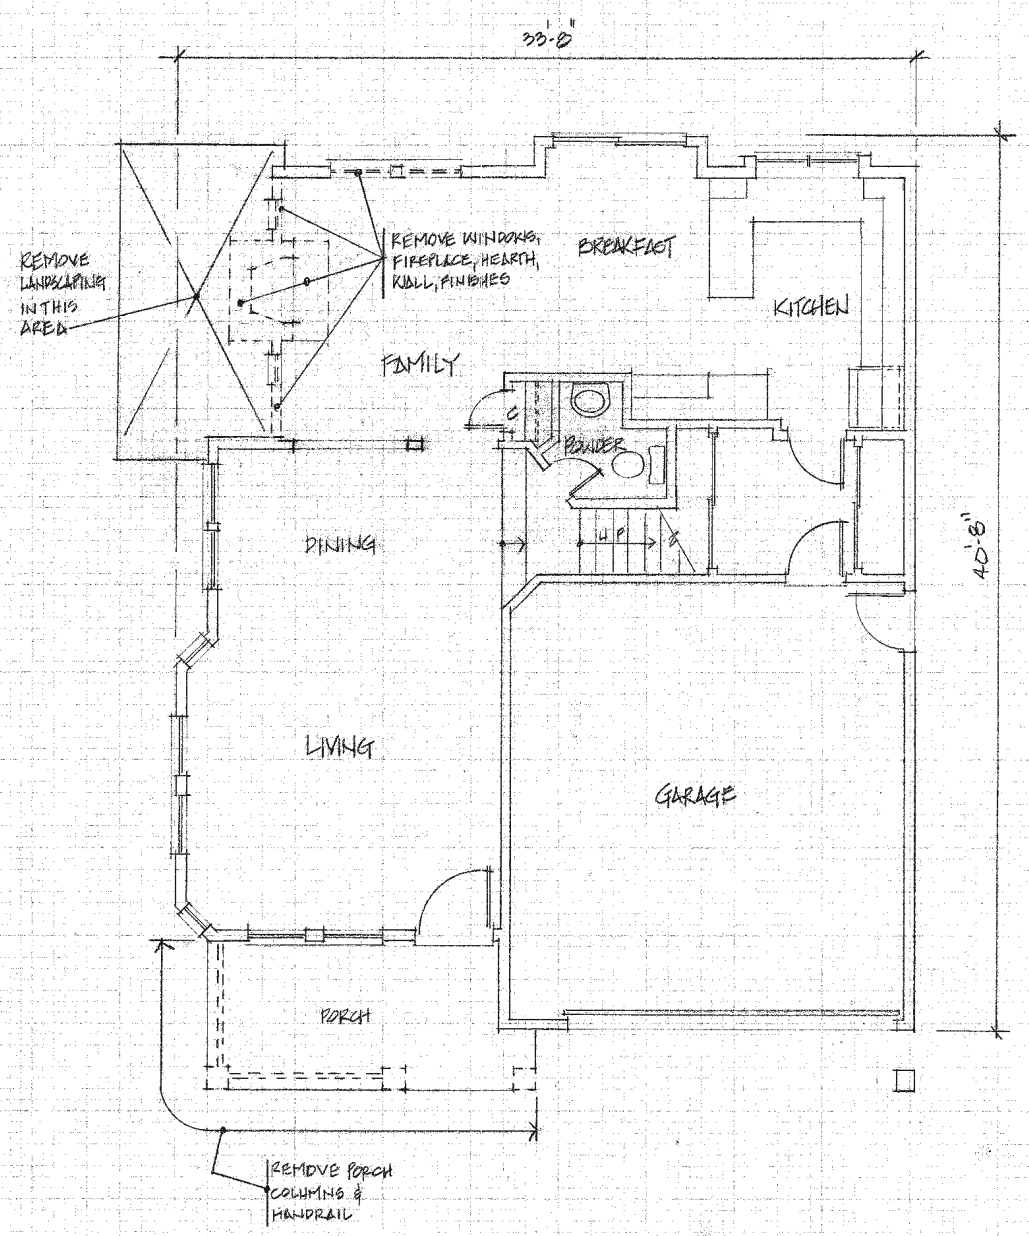 33'-8"
REMOVE WINDOWS,
FIREPLACE, HEARTH,
WALL, FINISHES
BREAKFAST
REMOVE
LANDSCAPING
IN THIS
AREA
KITCHEN
FAMILY
C
POWDER
DINING
UP
40'-8"
LIVING
GARAGE
PORCH
REMOVE PORCH
COLUMNS &
HANDRAIL